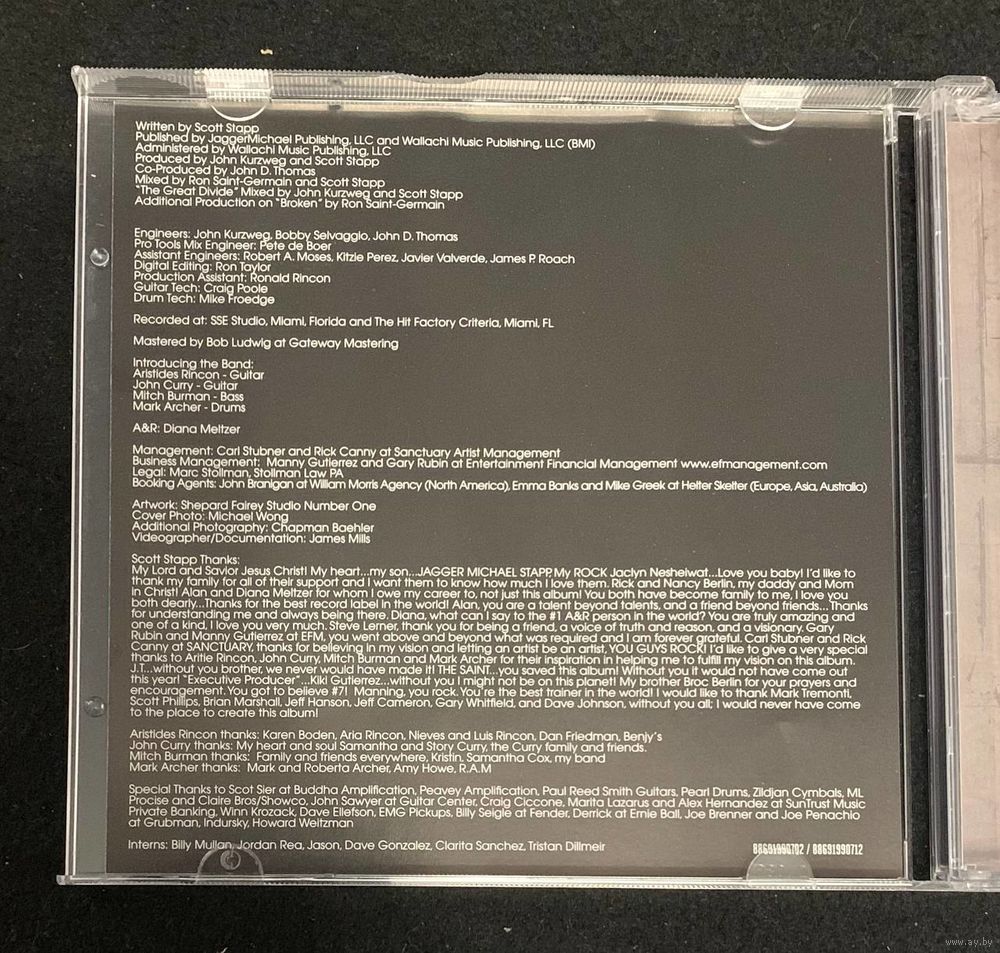 Written by Scott Stapp
Published by JaggerMichael Publishing, LLC and Wallachi Music Publishing, LLC (BMI)
Administered by Wallachi Music Publishing, LLC
Produced by John Kurzweg and Scott Stapp
Co-Produced by John D. Thomas
Mixed by Ron Saint-Germain and Scott Stapp
"The Great Divide" Mixed by John Kurzweg and Scott Stapp
Additional Production on "Broken" by Ron Saint-Germain
Engineers: John Kurzweg, Bobby Selvaggio, John D. Thomas
Pro Tools Mix Engineer: Pete de Boer
Assistant Engineers: Robert A. Moses, Kitzie Perez, Javier Valverde, James P. Roach
Digital Editing: Ron Taylor
Production Assistant: Ronald Rincon
Guitar Tech: Craig Poole
Drum Tech: Mike Froedge
Recorded at: SSE Studio, Miami, Florida and The Hit Factory Criteria, Miami, FL
Mastered by Bob Ludwig at Gateway Mastering
Introducing the Band:
Aristides Rincon - Guitar
John Curry - Guitar
Mitch Burman - Bass
Mark Archer - Drums
A&R: Diana Meltzer
Management: Carl Stubner and Rick Canny at Sanctuary Artist Management
Business Management: Manny Gutierrez and Gary Rubin at Entertainment Financial Management www.efmanagement.com
Legal: Marc Stollman, Stollman Law PA
Booking Agents: John Branigan at William Morris Agency (North America), Emma Banks and Mike Greek at Helter Skelter (Europe, Asia, Australia)
Artwork: Shepard Fairey Studio Number One
Cover Photo: Michael Wong
Additional Photography: Chapman Baehler
Videographer/Documentation: James Mills
Scott Stapp Thanks:
My Lord and Savior Jesus Christ! My heart...my son...JAGGER MICHAEL STAPP. My ROCK Jaclyn Nesheiwat...Love you baby! I'd like to
thank my family for all of their support and I want them to know how much I love them. Rick and Nancy Berlin, my daddy and Mom
in Christ! Alan and Diana Meltzer for whom I owe my career to, not just this album! You both have become family to me, I love you
both dearly...Thanks for the best record label in the world! Alan, you are a talent beyond talents, and a friend beyond friends... Thanks
for understanding me and always being there. Diana, what can I say to the #1 A&R person in the world? You are truly amazing and
one of a kind, I love you very much. Steve Lerner, thank you for being a friend, a voice of truth and reason, and a visionary. Gary
Rubin and Manny Gutierrez at EFM, you went above and beyond what was required and I am forever grateful. Carl Stubner and Rick
Canny at SANCTUARY, thanks for believing in my vision and letting an artist be an artist, YOU GUYS ROCK! I'd like to give a very special
thanks to Aritie Rincon, John Curry, Mitch Burman and Mark Archer for their inspiration in helping me to fulfill my vision on this album.
J.T...without you brother, we never would have made it! THE SAINT...you saved this album! Without you it would not have come out
this year! "Executive Producer"...Kiki Gutierrez...without you I might not be on this planet! My brother Broc Berlin for your prayers and
encouragement. You got to believe #7! Manning, you rock. You're the best trainer in the world! I would like to thank Mark Tremonti,
Scott Phillips, Brian Marshall, Jeff Hanson, Jeff Cameron, Gary Whitfield, and Dave Johnson, without you all; I would never have come
to the place to create this album!
Aristides Rincon thanks: Karen Boden, Aria Rincon, Nieves and Luis Rincon, Dan Friedman, Benjy's
John Curry thanks: My heart and soul Samantha and Story Curry, the Curry family and friends.
Mitch Burman thanks: Family and friends everywhere, Kristin, Samantha Cox, my band
Mark Archer thanks: Mark and Roberta Archer, Amy Howe, R.A.M
Special Thanks to Scot Sier at Buddha Amplification, Peavey Amplification, Paul Reed Smith Guitars, Pearl Drums, Zildjan Cymbals, ML
Procise and Claire Bros/Showco, John Sawyer at Guitar Center, Craig Ciccone, Marita Lazarus and Alex Hernandez at SunTrust Music
Private Banking, Winn Krozack, Dave Ellefson, EMG Pickups, Billy Seigle at Fender, Derrick at Ernie Ball, Joe Brenner and Joe Penachio
at Grubman, Indursky, Howard Weitzman
Interns: Billy Mullan, Jordan Rea, Jason, Dave Gonzalez, Clarita Sanchez, Tristan Dillmeir
88691990702 / 88691990712
www.ay.by